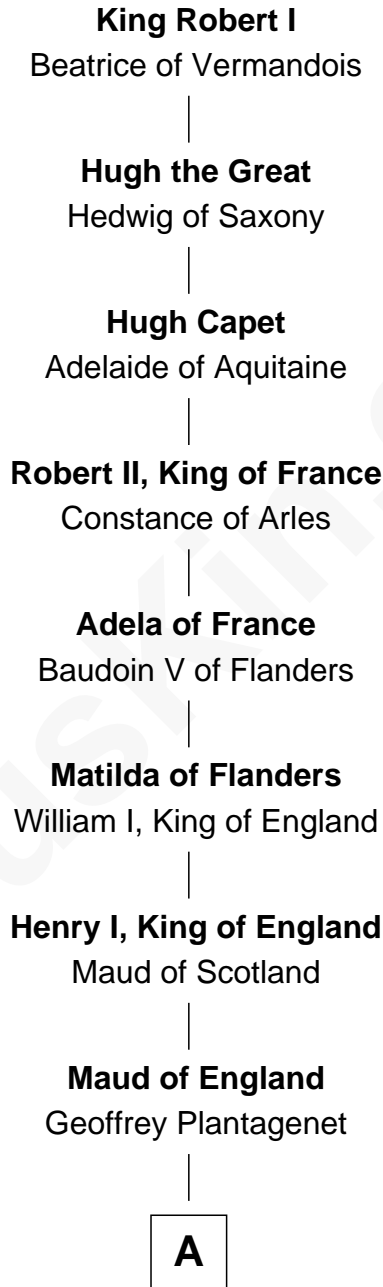 King Robert I
Beatrice of Vermandois
Hugh the Great
Hedwig of Saxony
Hugh Capet
Adelaide of Aquitaine
Robert II, King of France
Constance of Arles
Adela of France
Baudoin V of Flanders
Matilda of Flanders
William I, King of England
Henry I, King of England
Maud of Scotland
Maud of England
Geoffrey Plantagenet
A